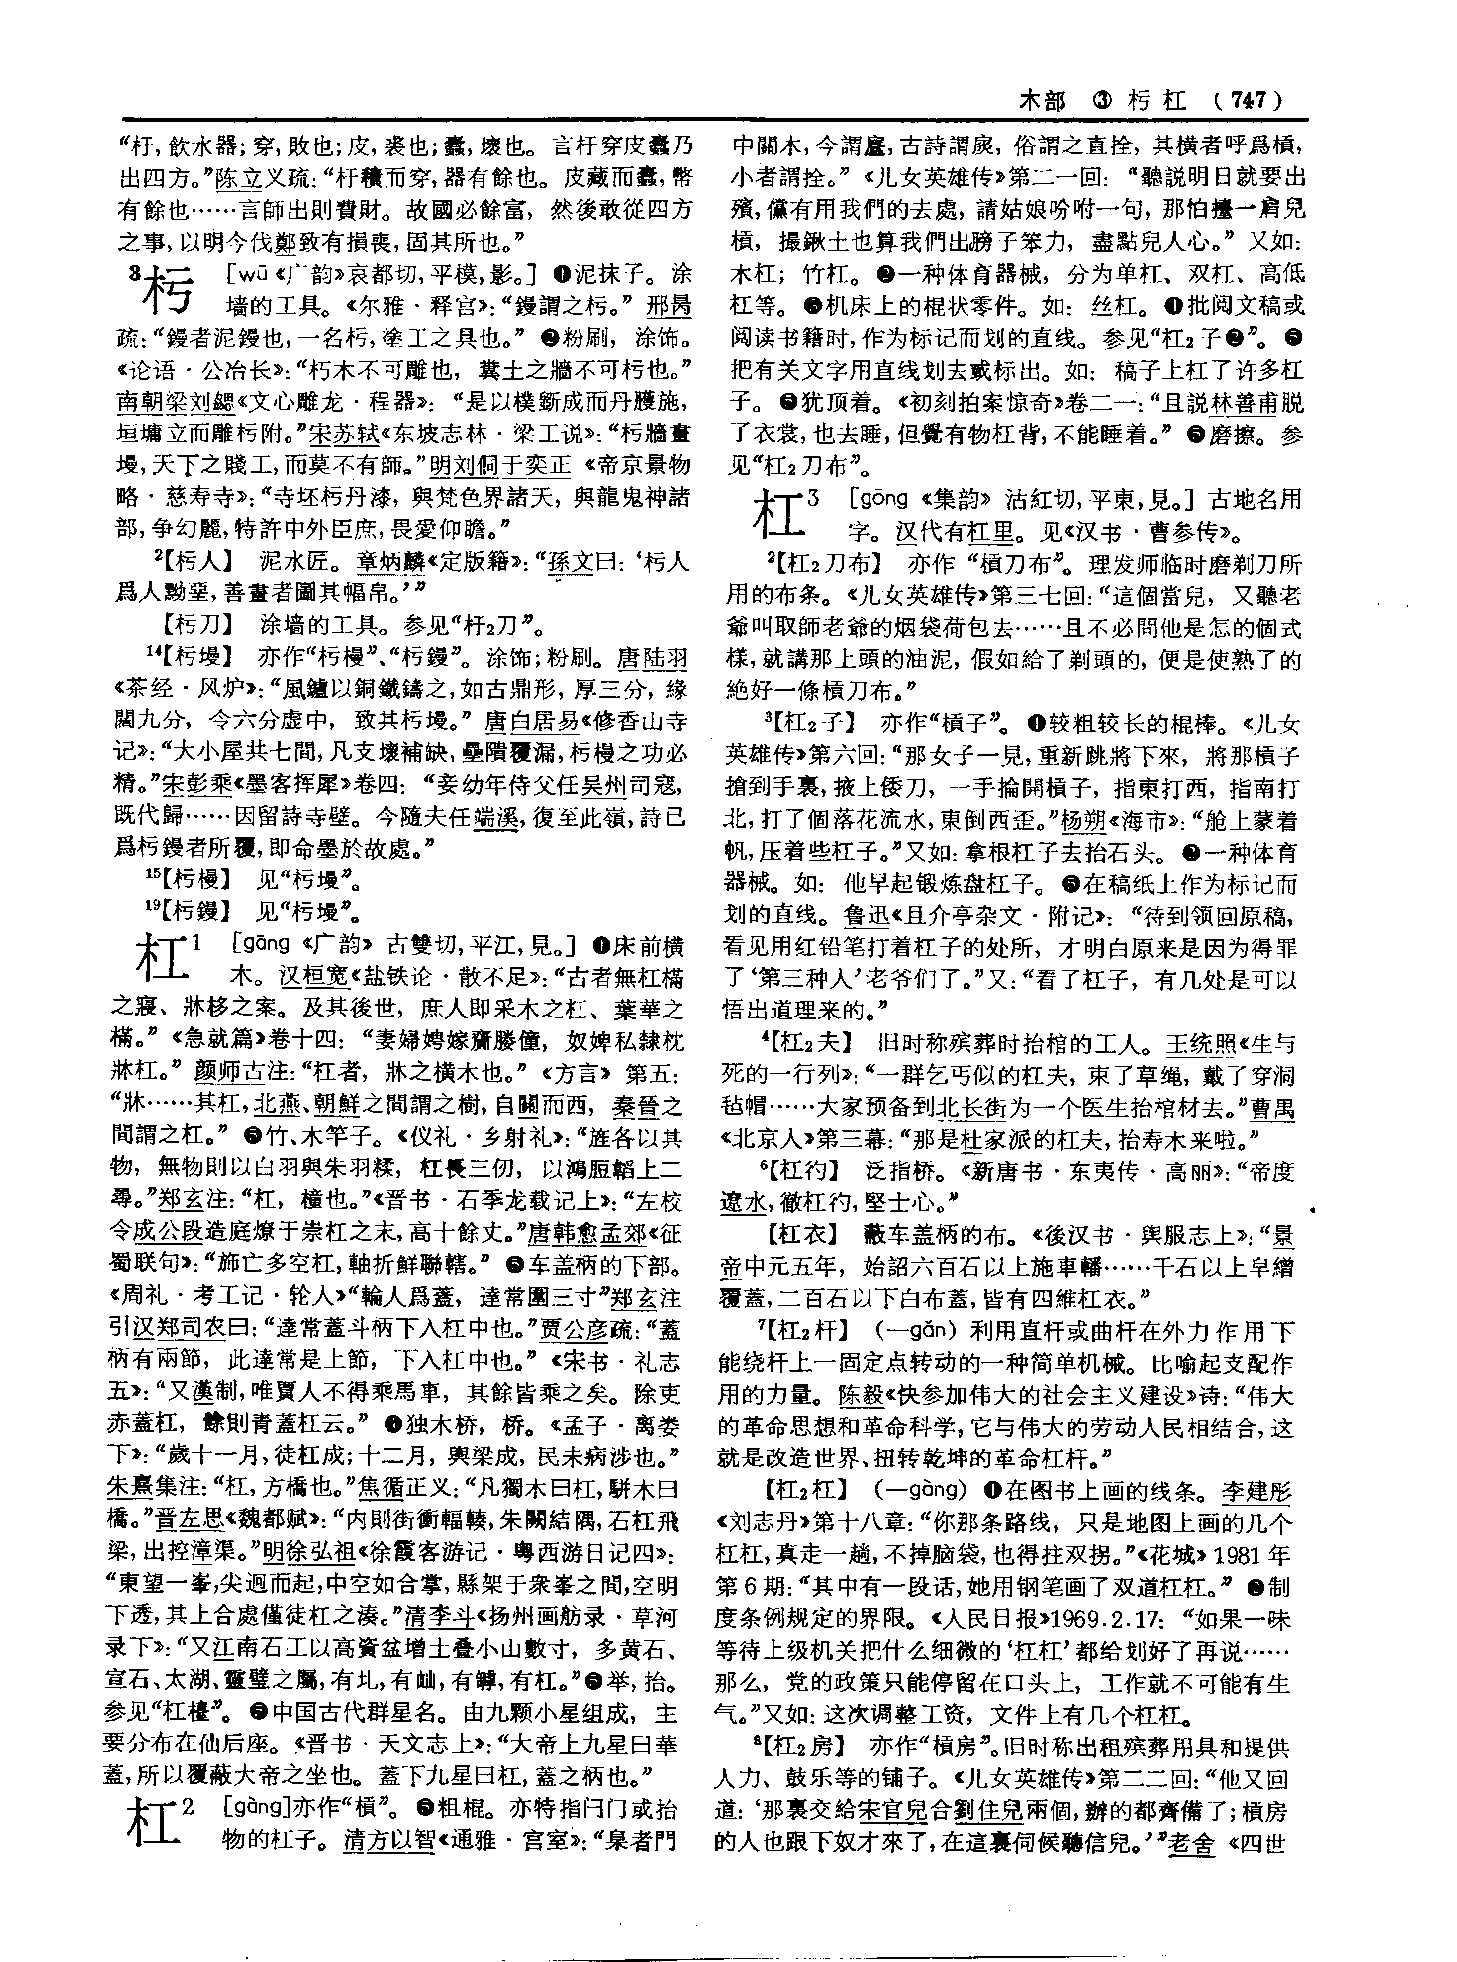 木部 ③ 杇 杠 （747）
“杅，飲水器；穿，敗也；皮，裘也；蠹，壞也。言杅穿皮蠹乃
出四方。”陈立义疏：“杅積而穿，器有餘也。皮藏而蠹，幣
有餘也……言師出則費財。故國必餘富，然後敢從四方
之事，以明今伐鄭致有損喪，固其所也。”
3杇 ［wū《广韵》哀都切，平模，影。］❶泥抹子。涂
墙的工具。《尔雅·释宫》：“鏝謂之杇。” 邢昺
疏：“鏝者泥鏝也，一名杇，塗工之具也。” ❷粉刷，涂饰。
《论语·公冶长》：“朽木不可雕也，糞土之牆不可杇也。”
南朝梁刘勰《文心雕龙·程器》：“是以樸斲成而丹雘施，
垣墉立而雕杇附。”宋苏轼《东坡志林·梁工说》：“杇牆畫
墁，天下之賤工，而莫不有師。”明刘侗于奕正《帝京景物
略·慈寿寺》：“寺坯杇丹漆，與梵色界諸天，與龍鬼神諸
部，争幻麗，特許中外臣庶，畏愛仰瞻。”
2【杇人】 泥水匠。章炳麟《定版籍》：“孫文曰：‘杇人
爲人黝堊，善畫者圖其幅帛。’”
【杇刀】 涂墙的工具。参见“杅2刀”。
14【杇墁】 亦作“杇槾”、“杇鏝”。涂饰；粉刷。唐陆羽
《茶经·风炉》：“風鑪以銅鐵鑄之，如古鼎形，厚三分，緣
闊九分，令六分虚中，致其杇墁。” 唐白居易《修香山寺
记》：“大小屋共七間，凡支壞補缺，壘隤覆漏，杇槾之功必
精。”宋彭乘《墨客挥犀》卷四：“妾幼年侍父任吴州司寇，
既代歸……因留詩寺壁。今隨夫任端溪，復至此嶺，詩已
爲杇鏝者所覆，即命墨於故處。”
15【杇槾】 见“杇墁”。
19【杇鏝】 见“杇墁”。
杠1 ［gāng《广韵》古雙切，平江，見。］❶床前横
木。汉桓宽《盐铁论·散不足》：“古者無杠樠
之寢、牀栘之案。及其後世，庶人即采木之杠、葉華之
樠。”《急就篇》卷十四：“妻婦娉嫁齎媵僮，奴婢私隸枕
牀杠。” 颜师古注：“杠者，牀之横木也。”《方言》第五：
“牀……其杠，北燕、朝鮮之間謂之樹，自關而西，秦晉之
間謂之杠。” ❷竹、木竿子。《仪礼·乡射礼》：“旌各以其
物，無物則以白羽與朱羽糅，杠長三仞，以鴻脰韜上二
尋。”郑玄注：“杠，橦也。”《晋书·石季龙载记上》：“左校
令成公段造庭燎于崇杠之末，高十餘丈。”唐韩愈孟郊《征
蜀联句》：“斾亡多空杠，軸折鮮聯轄。” ❸车盖柄的下部。
《周礼·考工记·轮人》“輪人爲蓋，達常圍三寸”郑玄注
引汉郑司农曰：“達常蓋斗柄下入杠中也。”贾公彦疏：“蓋
柄有兩節，此達常是上節，下入杠中也。”《宋书·礼志
五》：“又漢制，唯賈人不得乘馬車，其餘皆乘之矣。除吏
赤蓋杠，餘則青蓋杠云。” ❹独木桥，桥。《孟子·离娄
下》：“歲十一月，徒杠成；十二月，輿梁成，民未病涉也。”
朱熹集注：“杠，方橋也。”焦循正义：“凡獨木曰杠，駢木曰
橋。”晋左思《魏都赋》：“内則街衝輻輳，朱闕結隅，石杠飛
梁，出控漳渠。”明徐弘祖《徐霞客游记·粤西游日记四》：
“東望一峯，尖迥而起，中空如合掌，縣架于衆峯之間，空明
下透，其上合處僅徒杠之湊。”清李斗《扬州画舫录·草河
录下》：“又江南石工以高資盆增土叠小山數寸，多黄石、
宣石、太湖、靈璧之屬，有圠，有屾，有罅，有杠。”❺举，抬。
参见“杠檯”。❻中国古代群星名。由九颗小星组成，主
要分布在仙后座。《晋书·天文志上》：“大帝上九星曰華
蓋，所以覆蔽大帝之坐也。蓋下九星曰杠，蓋之柄也。”
杠2 ［gàng］亦作“槓”。❶粗棍。亦特指闩门或抬
物的杠子。清方以智《通雅·宫室》：“臬者門
中闑木，今謂扂，古詩謂扊，俗謂之直拴，其横者呼爲槓，
小者謂拴。”《儿女英雄传》第二一回：“聽説明日就要出
殯，儻有用我們的去處，請姑娘吩咐一句，那怕擡一肩兒
槓，撮鍬土也算我們出膀子笨力，盡點兒人心。”又如：
木杠；竹杠。❷一种体育器械，分为单杠、双杠、高低
杠等。❸机床上的棍状零件。如：丝杠。❹批阅文稿或
阅读书籍时，作为标记而划的直线。参见“杠2子❸”。❺
把有关文字用直线划去或标出。如：稿子上杠了许多杠
子。❻犹顶着。《初刻拍案惊奇》卷二一：“且説林善甫脱
了衣裳，也去睡，但覺有物杠背，不能睡着。” ❼磨擦。参
见“杠2刀布”。
杠3 ［gōng《集韵》沽紅切，平東，見。］古地名用
字。汉代有杠里。见《汉书·曹参传》。
2【杠2刀布】 亦作“槓刀布”。理发师临时磨剃刀所
用的布条。《儿女英雄传》第三七回：“這個當兒，又聽老
爺叫取師老爺的烟袋荷包去……且不必問他是怎的個式
樣，就講那上頭的油泥，假如給了剃頭的，便是使熟了的
絶好一條槓刀布。”
3【杠2子】 亦作“槓子”。❶较粗较长的棍棒。《儿女
英雄传》第六回：“那女子一見，重新跳將下來，將那槓子
搶到手裏，掖上倭刀，一手掄開槓子，指東打西，指南打
北，打了個落花流水，東倒西歪。”杨朔《海市》：“舱上蒙着
帆，压着些杠子。”又如：拿根杠子去抬石头。❷一种体育
器械。如：他早起锻炼盘杠子。❸在稿纸上作为标记而
划的直线。鲁迅《且介亭杂文·附记》：“待到领回原稿，
看见用红铅笔打着杠子的处所，才明白原来是因为得罪
了‘第三种人’老爷们了。”又：“看了杠子，有几处是可以
悟出道理来的。”
4【杠2夫】 旧时称殡葬时抬棺的工人。王统照《生与
死的一行列》：“一群乞丐似的杠夫，束了草绳，戴了穿洞
毡帽……大家预备到北长街为一个医生抬棺材去。”曹禺
《北京人》第三幕：“那是杜家派的杠夫，抬寿木来啦。”
6【杠彴】 泛指桥。《新唐书·东夷传·高丽》：“帝度
遼水，徹杠彴，堅士心。”
【杠衣】 蔽车盖柄的布。《後汉书·舆服志上》：“景
帝中元五年，始詔六百石以上施車轓……千石以上皁繒
覆蓋，二百石以下白布蓋，皆有四維杠衣。”
7【杠2杆】 （—gǎn）利用直杆或曲杆在外力作用下
能绕杆上一固定点转动的一种简单机械。比喻起支配作
用的力量。陈毅《快参加伟大的社会主义建设》诗：“伟大
的革命思想和革命科学，它与伟大的劳动人民相结合，这
就是改造世界、扭转乾坤的革命杠杆。”
【杠2杠】 （—gàng）❶在图书上画的线条。李建彤
《刘志丹》第十八章：“你那条路线，只是地图上画的几个
杠杠，真走一趟，不掉脑袋，也得拄双拐。”《花城》1981年
第6期：“其中有一段话，她用钢笔画了双道杠杠。” ❷制
度条例规定的界限。《人民日报》1969.2.17：“如果一味
等待上级机关把什么细微的‘杠杠’都给划好了再说……
那么，党的政策只能停留在口头上，工作就不可能有生
气。”又如：这次调整工资，文件上有几个杠杠。
8【杠2房】 亦作“槓房”。旧时称出租殡葬用具和提供
人力、鼓乐等的铺子。《儿女英雄传》第二二回：“他又回
道：‘那裏交給宋官兒合劉住兒兩個，辦的都齊備了；槓房
的人也跟下奴才來了，在這裏伺候聽信兒。’”老舍《四世